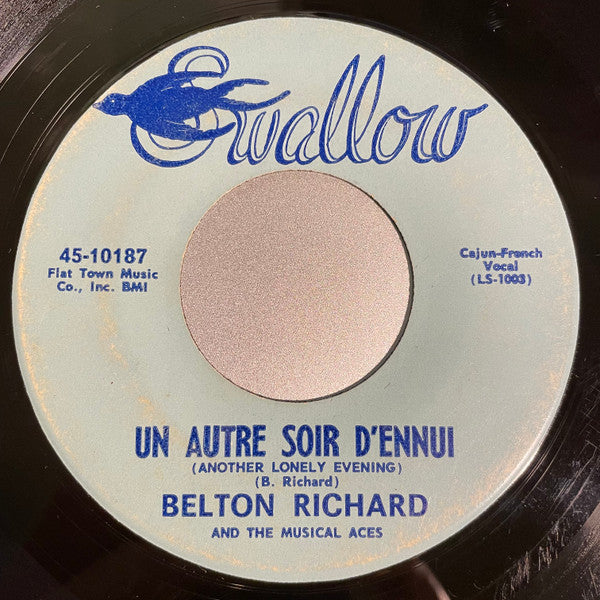 Swallow
45-10187
Flat Town Music
Co., Inc. BMI
Cajun-French
Vocal
(LS-1003)
UN AUTRE SOIR D'ENNUI
(ANOTHER LONELY EVENING)
(B. Richard)
BELTON RICHARD
AND THE MUSICAL ACES